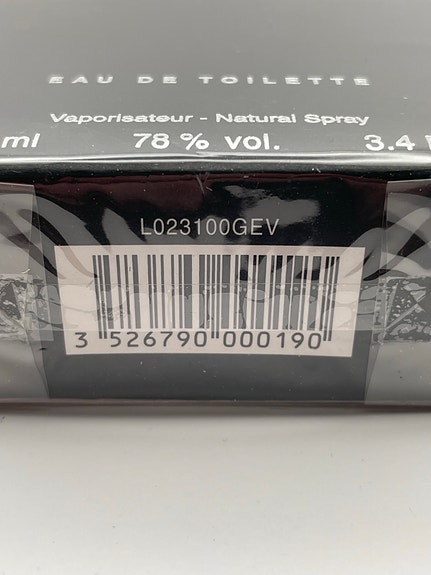 EAU DE TOILETTE
Vaporisateur - Natural Spray
ml 78 % vol. 3.4
L023100GEV
3 526790 000190